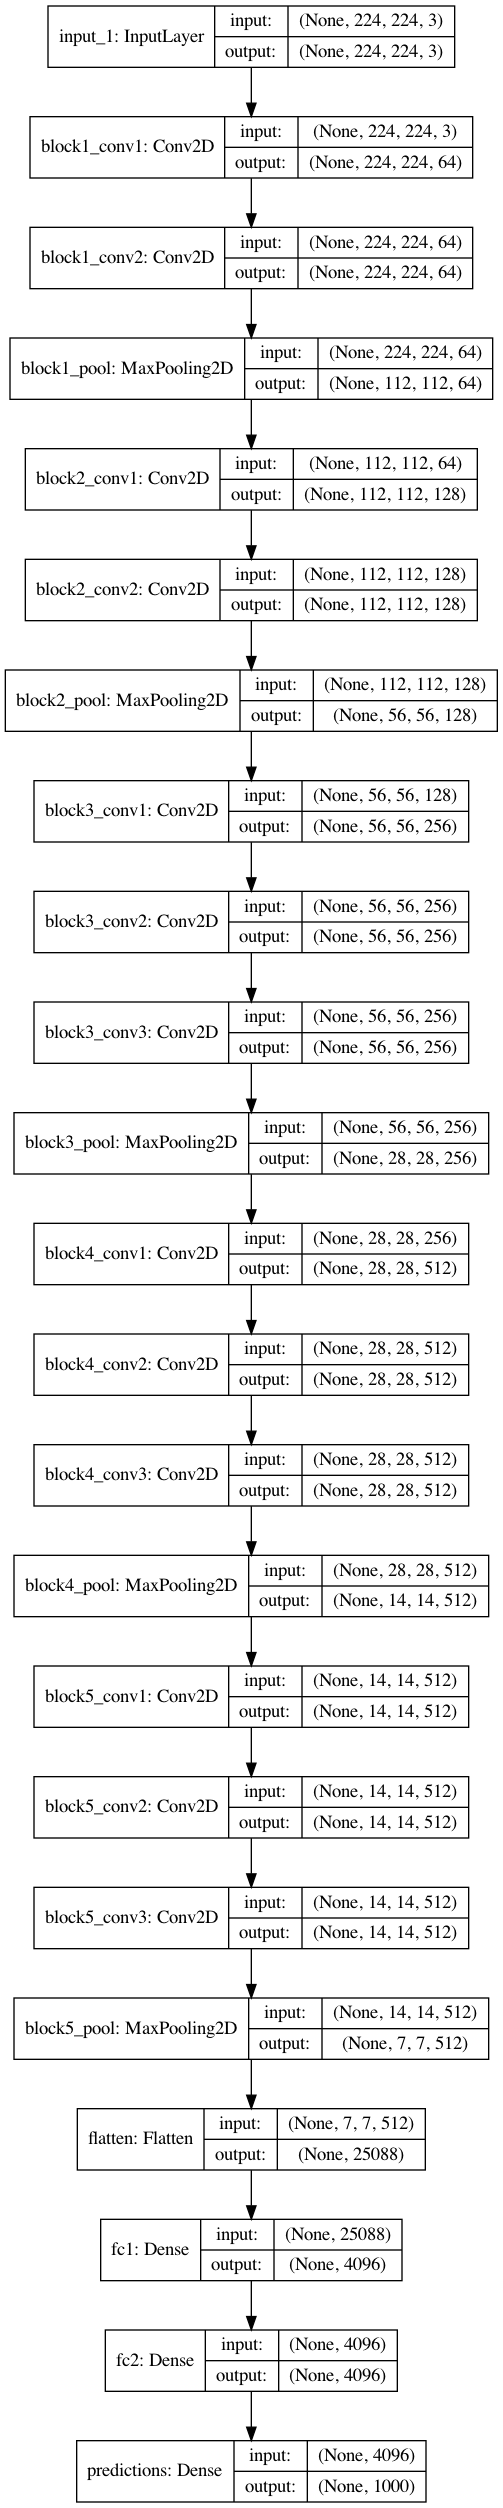 input_1: InputLayer
input: (None, 224, 224, 3)
output: (None, 224, 224, 3)
block1_conv1: Conv2D
input: (None, 224, 224, 3)
output: (None, 224, 224, 64)
block1_conv2: Conv2D
input: (None, 224, 224, 64)
output: (None, 224, 224, 64)
block1_pool: MaxPooling2D
input: (None, 224, 224, 64)
output: (None, 112, 112, 64)
block2_conv1: Conv2D
input: (None, 112, 112, 64)
output: (None, 112, 112, 128)
block2_conv2: Conv2D
input: (None, 112, 112, 128)
output: (None, 112, 112, 128)
block2_pool: MaxPooling2D
input: (None, 112, 112, 128)
output: (None, 56, 56, 128)
block3_conv1: Conv2D
input: (None, 56, 56, 128)
output: (None, 56, 56, 256)
block3_conv2: Conv2D
input: (None, 56, 56, 256)
output: (None, 56, 56, 256)
block3_conv3: Conv2D
input: (None, 56, 56, 256)
output: (None, 56, 56, 256)
block3_pool: MaxPooling2D
input: (None, 56, 56, 256)
output: (None, 28, 28, 256)
block4_conv1: Conv2D
input: (None, 28, 28, 256)
output: (None, 28, 28, 512)
block4_conv2: Conv2D
input: (None, 28, 28, 512)
output: (None, 28, 28, 512)
block4_conv3: Conv2D
input: (None, 28, 28, 512)
output: (None, 28, 28, 512)
block4_pool: MaxPooling2D
input: (None, 28, 28, 512)
output: (None, 14, 14, 512)
block5_conv1: Conv2D
input: (None, 14, 14, 512)
output: (None, 14, 14, 512)
block5_conv2: Conv2D
input: (None, 14, 14, 512)
output: (None, 14, 14, 512)
block5_conv3: Conv2D
input: (None, 14, 14, 512)
output: (None, 14, 14, 512)
block5_pool: MaxPooling2D
input: (None, 14, 14, 512)
output: (None, 7, 7, 512)
flatten: Flatten
input: (None, 7, 7, 512)
output: (None, 25088)
fc1: Dense
input: (None, 25088)
output: (None, 4096)
fc2: Dense
input: (None, 4096)
output: (None, 4096)
predictions: Dense
input: (None, 4096)
output: (None, 1000)